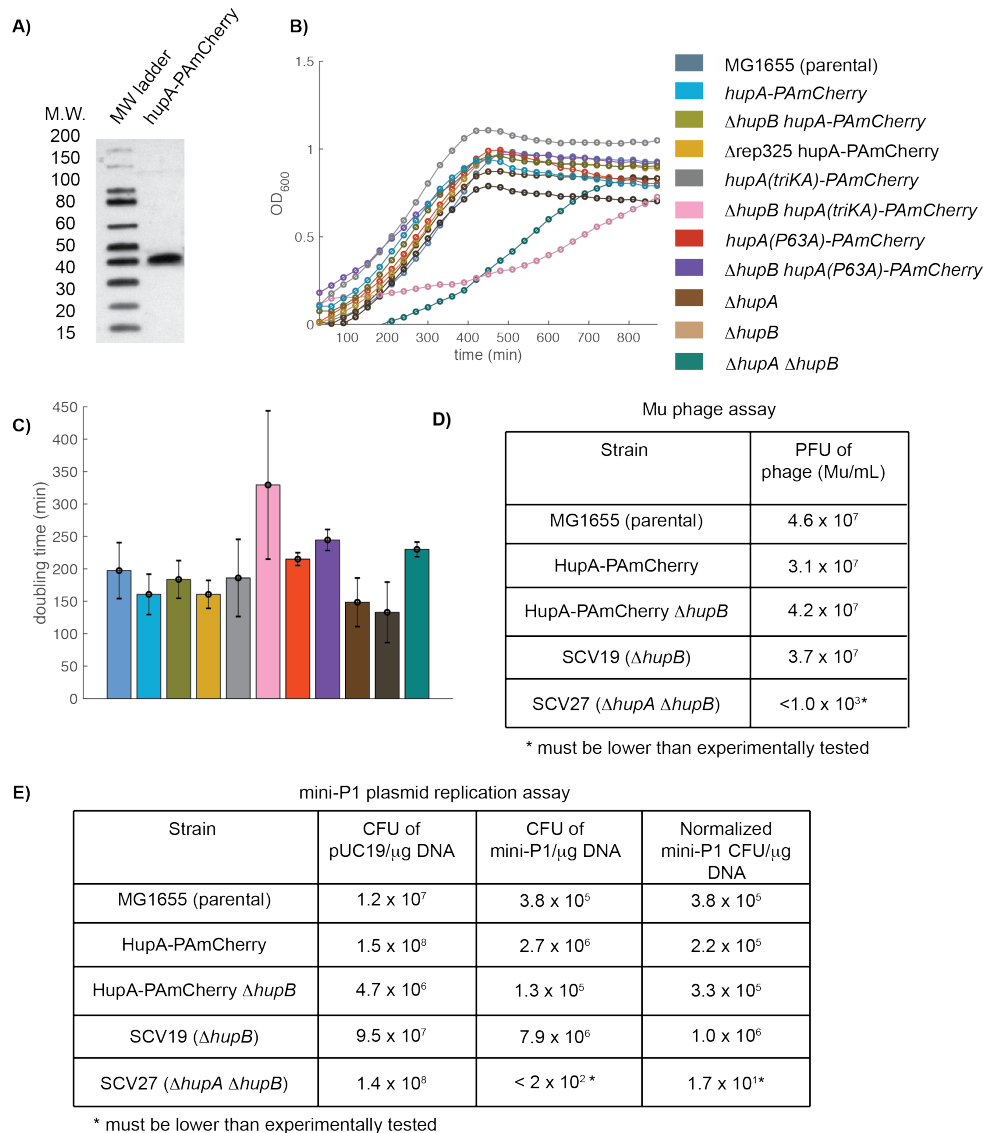 A)
MW ladder
hupA-PAmCherry
M.W.
200
150
100
80
60
50
40
30
20
15
B)
1.5
1
0.5
0
OD600
100 200 300 400 500 600 700 800
time (min)
MG1655 (parental)
hupA-PAmCherry
ΔhupB hupA-PAmCherry
Δrep325 hupA-PAmCherry
hupA(triKA)-PAmCherry
ΔhupB hupA(triKA)-PAmCherry
hupA(P63A)-PAmCherry
ΔhupB hupA(P63A)-PAmCherry
ΔhupA
ΔhupB
ΔhupA ΔhupB
C)
450
400
350
300
250
200
150
100
50
0
doubling time (min)
D)
Mu phage assay
Strain PFU of
phage (Mu/mL)
MG1655 (parental) 4.6 x 10⁷
HupA-PAmCherry 3.1 x 10⁷
HupA-PAmCherry ΔhupB 4.2 x 10⁷
SCV19 (ΔhupB) 3.7 x 10⁷
SCV27 (ΔhupA ΔhupB) <1.0 x 10³*
* must be lower than experimentally tested
E)
mini-P1 plasmid replication assay
Strain CFU of CFU of Normalized
pUC19/μg DNA mini-P1/μg DNA mini-P1 CFU/μg
DNA
MG1655 (parental) 1.2 x 10⁷ 3.8 x 10⁵ 3.8 x 10⁵
HupA-PAmCherry 1.5 x 10⁸ 2.7 x 10⁶ 2.2 x 10⁵
HupA-PAmCherry ΔhupB 4.7 x 10⁶ 1.3 x 10⁵ 3.3 x 10⁵
SCV19 (ΔhupB) 9.5 x 10⁷ 7.9 x 10⁶ 1.0 x 10⁶
SCV27 (ΔhupA ΔhupB) 1.4 x 10⁸ < 2 x 10² * 1.7 x 10¹*
* must be lower than experimentally tested